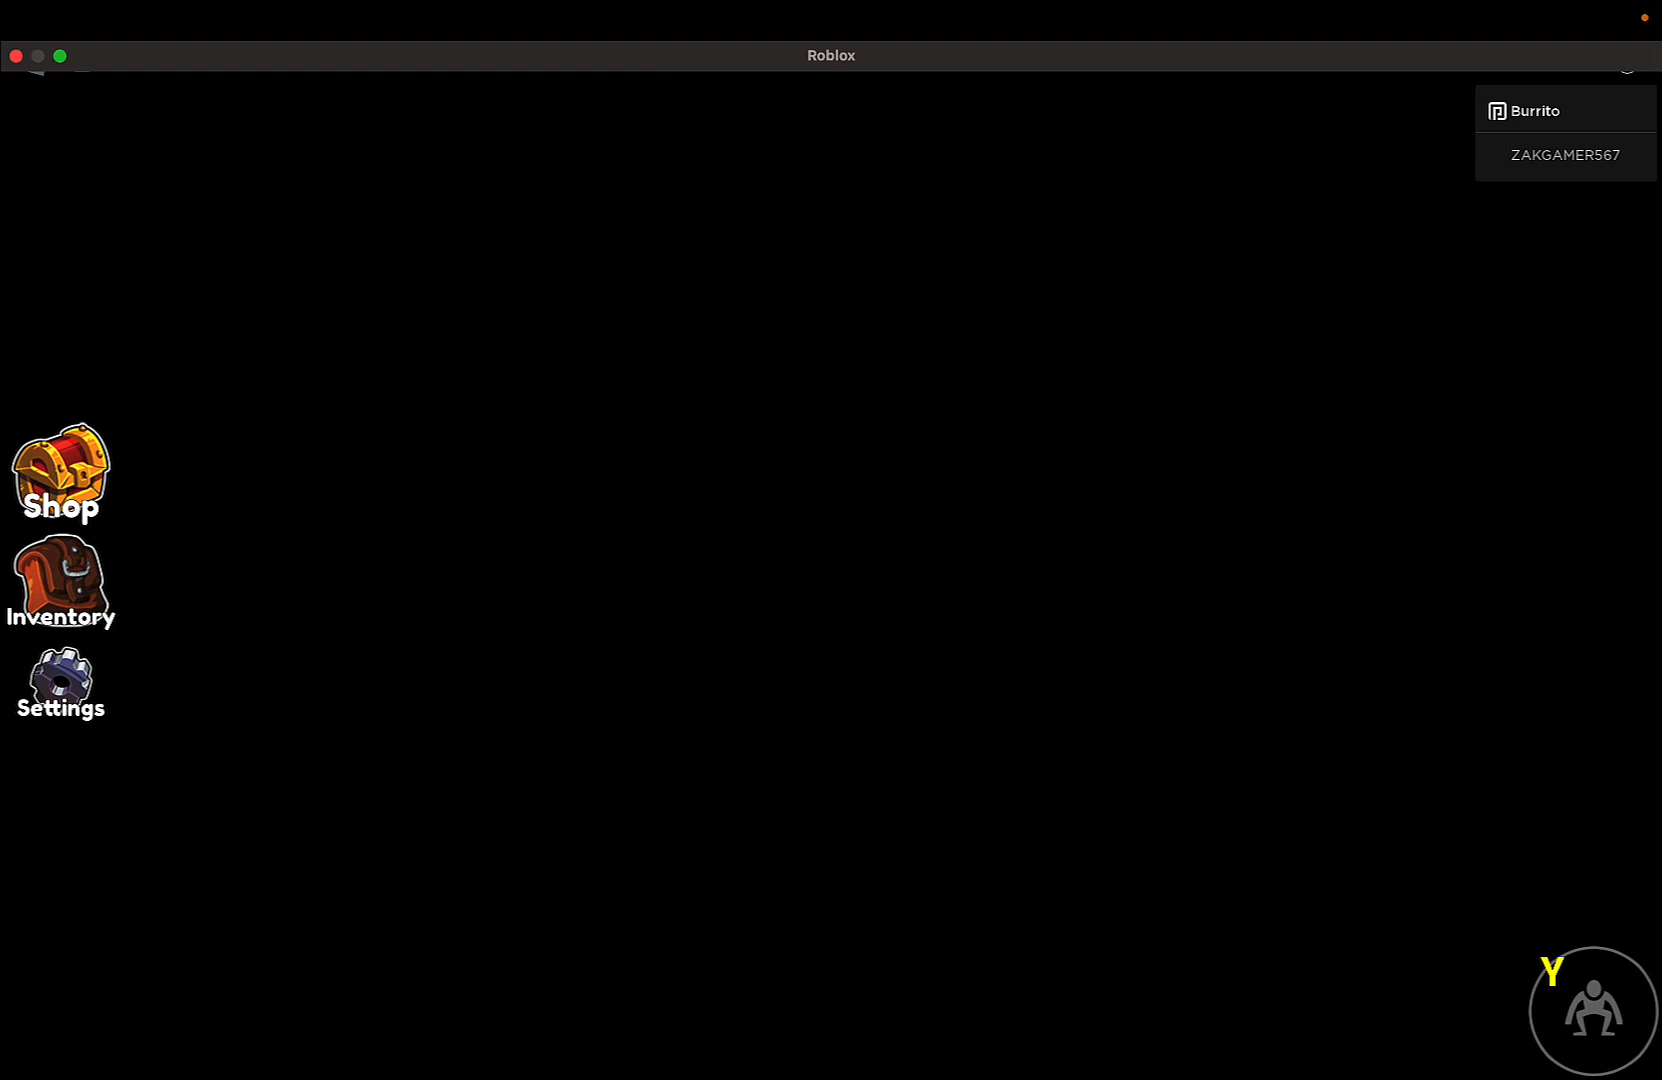 Roblox
Burrito
ZAKGAMER567
Shop
Inventory
Settings
Y